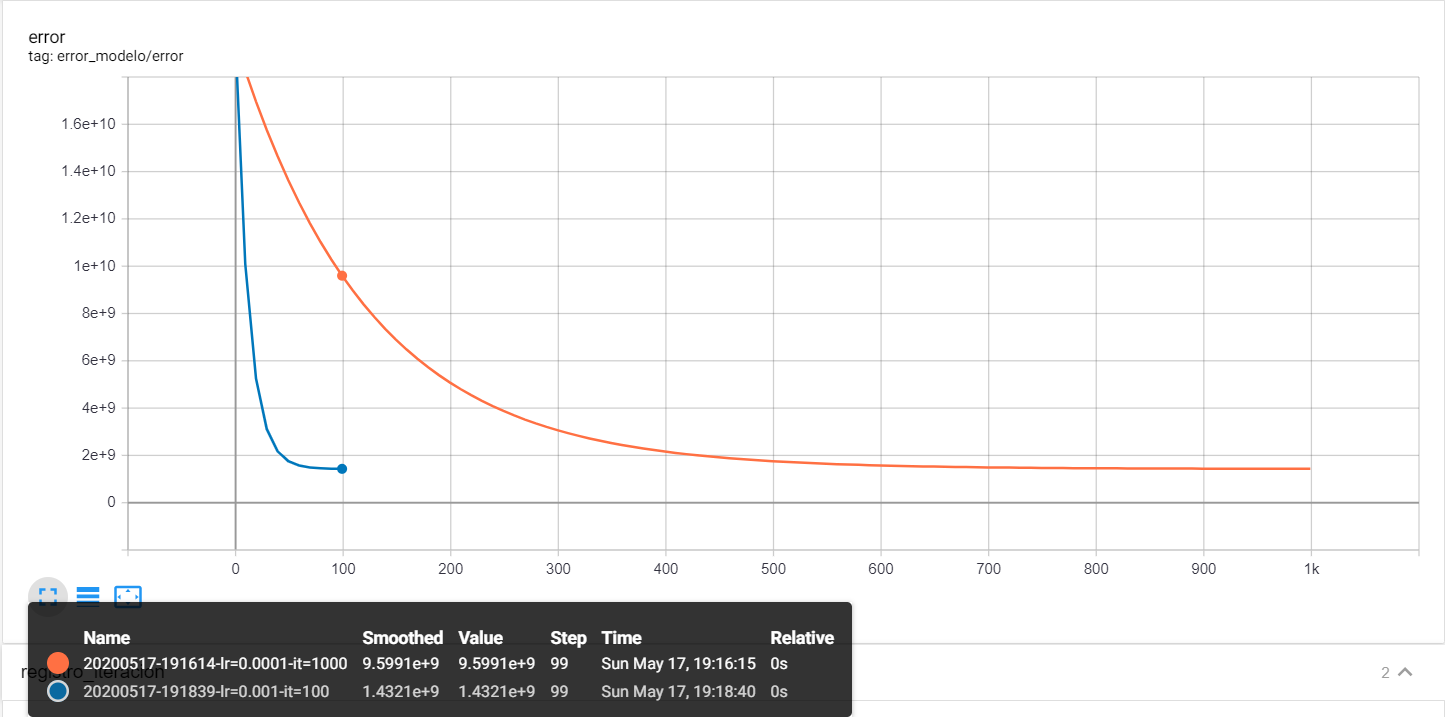 error
tag: error_modelo/error
1.6e+10
1.4e+10
1.2e+10
1e+10
8e+9
6e+9
4e+9
2e+9
0
0 100 200 300 400 500 600 700 800 900 1k
Name Smoothed Value Step Time Relative
20200517-191614-lr=0.0001-it=1000 9.5991e+9 9.5991e+9 99 Sun May 17, 19:16:15 0s
registro_iteracion 2
20200517-191839-lr=0.001-it=100 1.4321e+9 1.4321e+9 99 Sun May 17, 19:18:40 0s